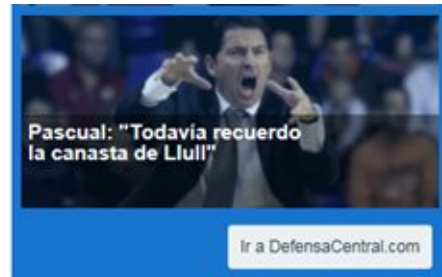 Pascual: "Todavía recuerdo
la canasta de Llull"
Ir a DefensaCentral.com